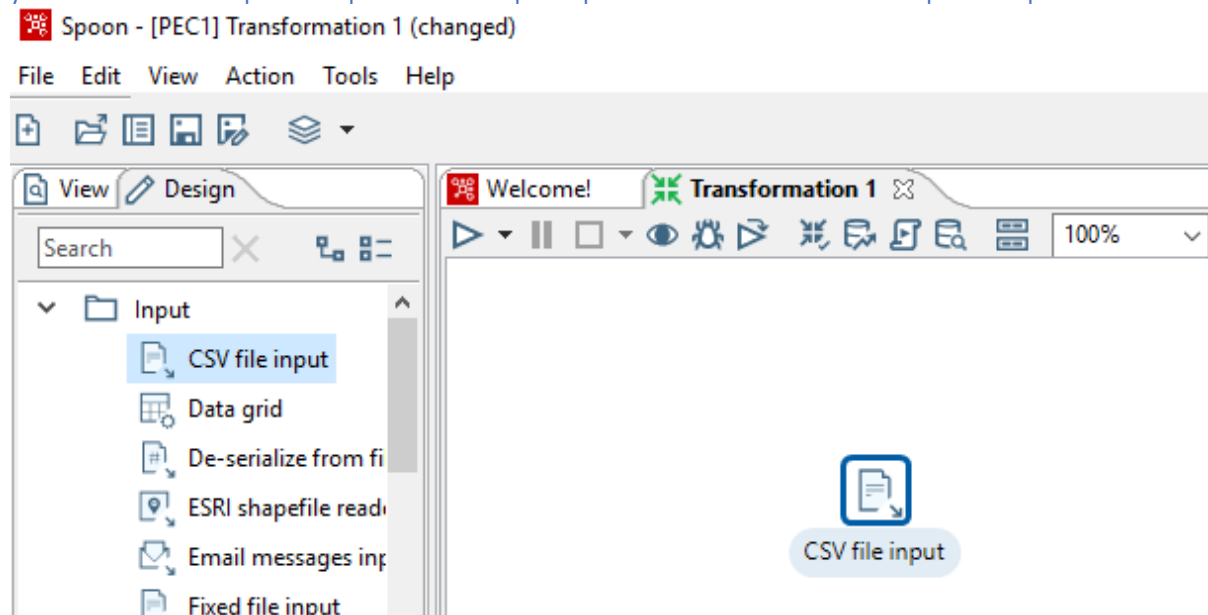 Spoon - [PEC1] Transformation 1 (changed)
File Edit View Action Tools Help
View Design
Welcome! Transformation 1
Search
100%
Input
CSV file input
Data grid
De-serialize from fi
ESRI shapefile read
Email messages inp
Fixed file input
CSV file input